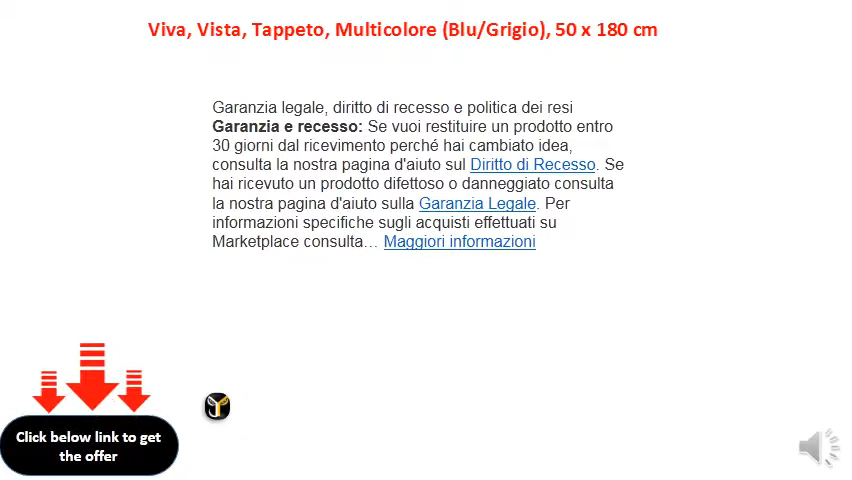 Viva, Vista, Tappeto, Multicolore (Blu/Grigio), 50 x 180 cm
Garanzia legale, diritto di recesso e politica dei resi
Garanzia e recesso: Se vuoi restituire un prodotto entro
30 giorni dal ricevimento perché hai cambiato idea,
consulta la nostra pagina d'aiuto sul Diritto di Recesso. Se
hai ricevuto un prodotto difettoso o danneggiato consulta
la nostra pagina d'aiuto sulla Garanzia Legale. Per
informazioni specifiche sugli acquisti effettuati su
Marketplace consulta… Maggiori informazioni
Click below link to get
the offer